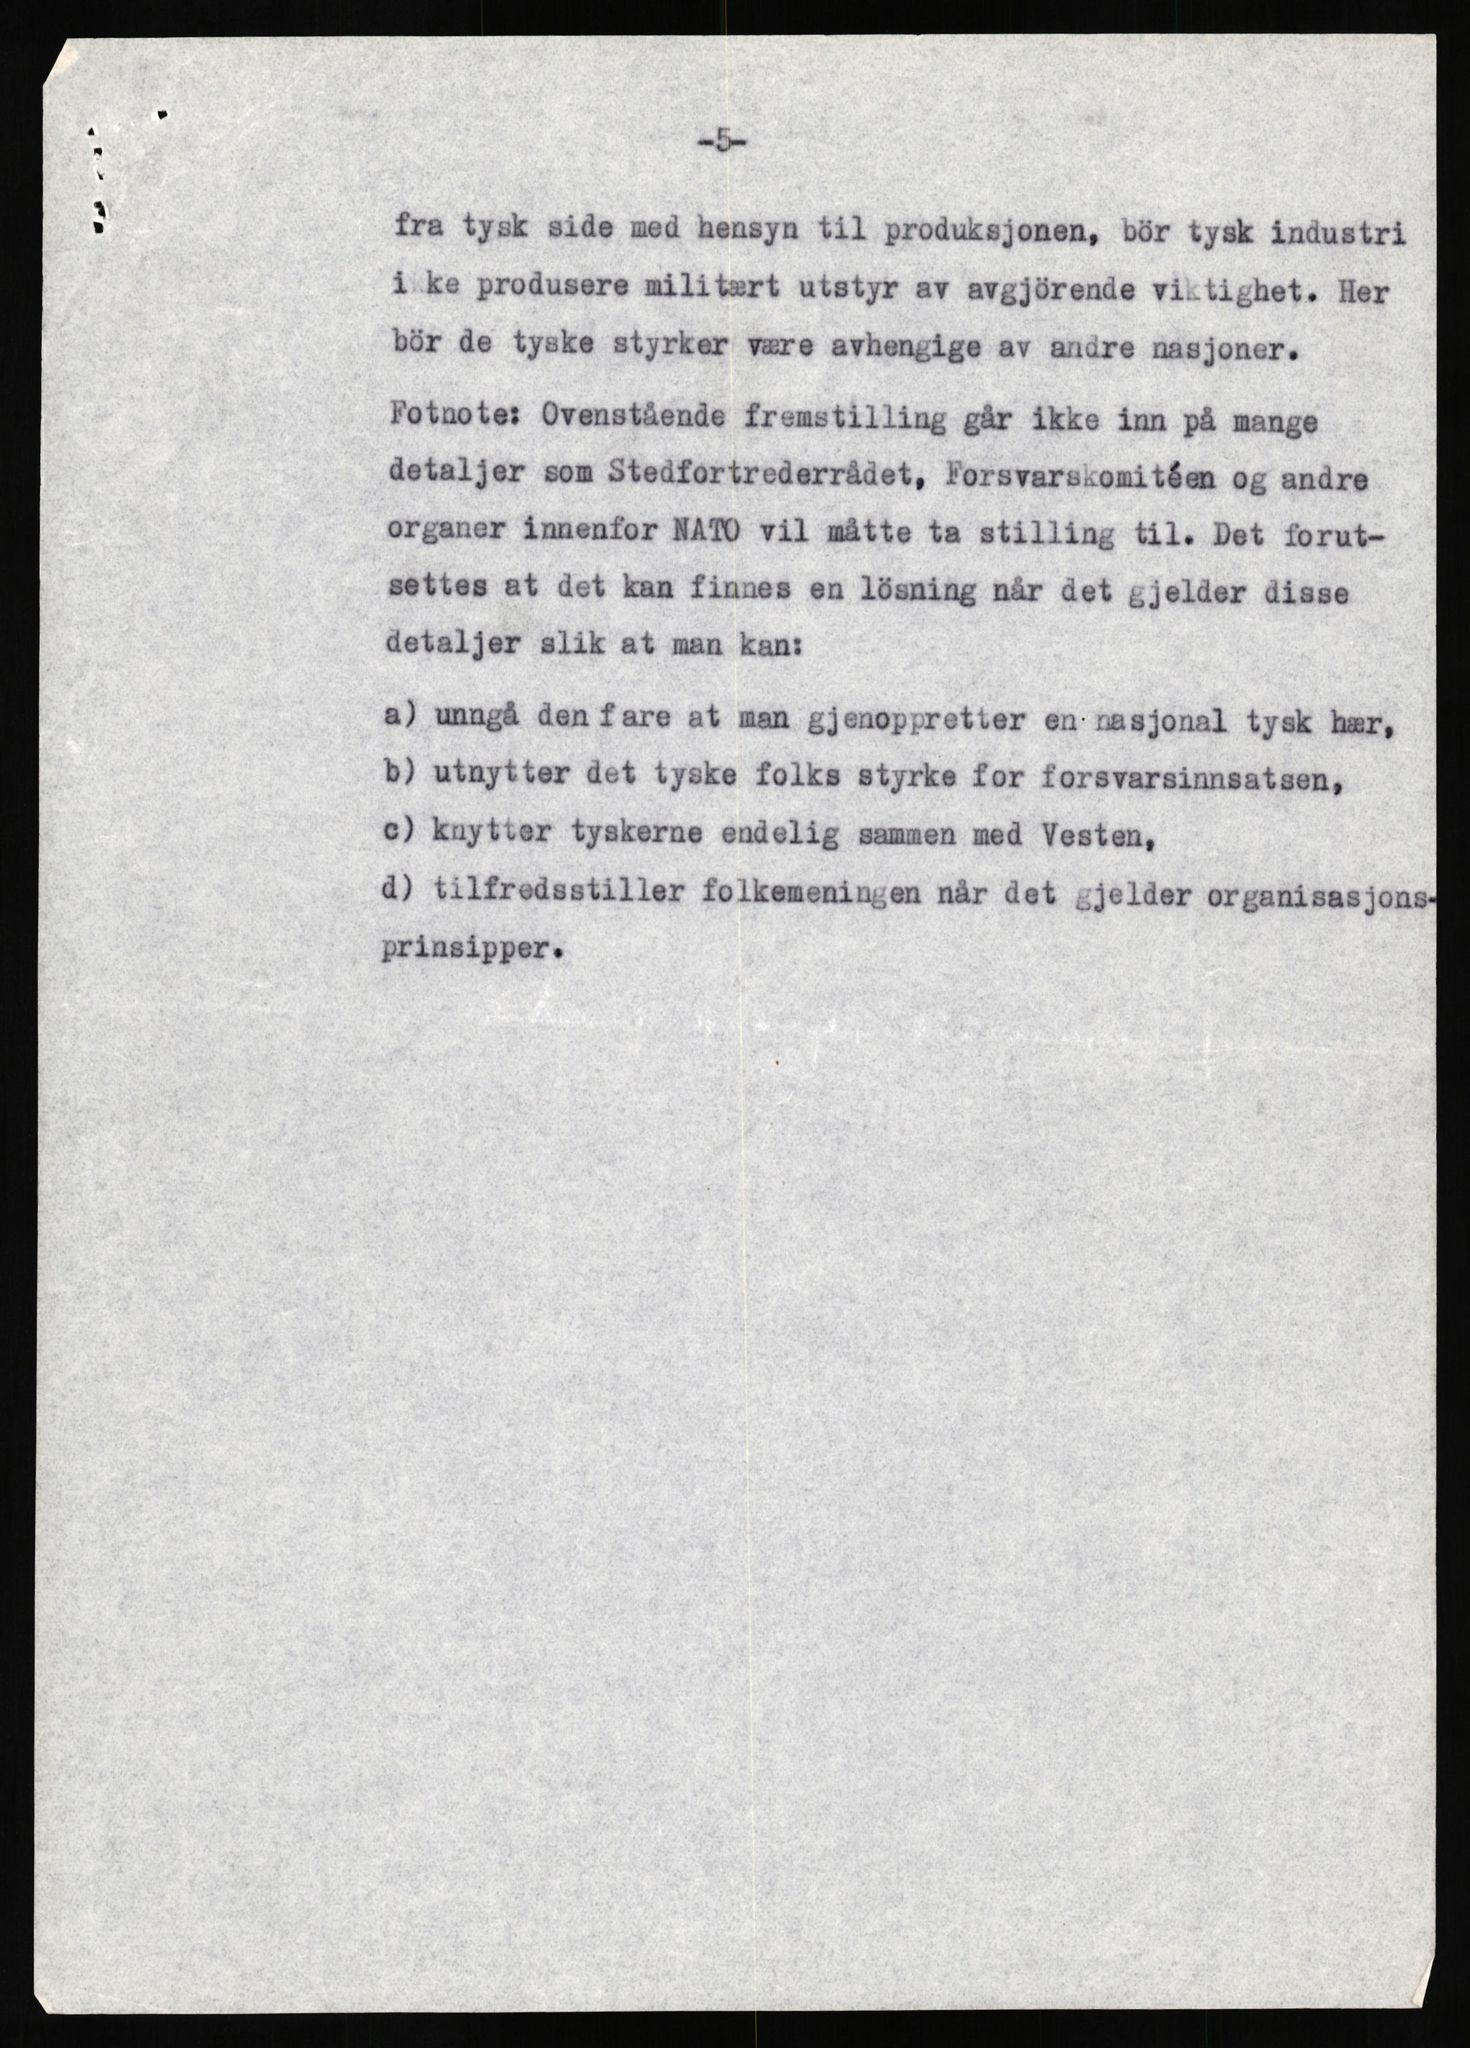 -5-
fra tysk side med hensyn til produksjonen, bör tysk industri
ikke produsere militært utstyr av avgjörende viktighet. Her
bör de tyske styrker være avhengige av andre nasjoner.
Fotnote: Ovenstående fremstilling går ikke inn på mange
detaljer som Stedfortrederrådet, Forsvarskomitéen og andre
organer innenfor NATO vil måtte ta stilling til. Det forut-
settes at det kan finnes en lösning når det gjelder disse
detaljer slik at man kan:
a) unngå den fare at man gjenoppretter en nasjonal tysk hær,
b) utnytter det tyske folks styrke for forsvarsinnsatsen,
c) knytter tyskerne endelig sammen med Vesten,
d) tilfredsstiller folkemeningen når det gjelder organisasjons-
prinsipper.